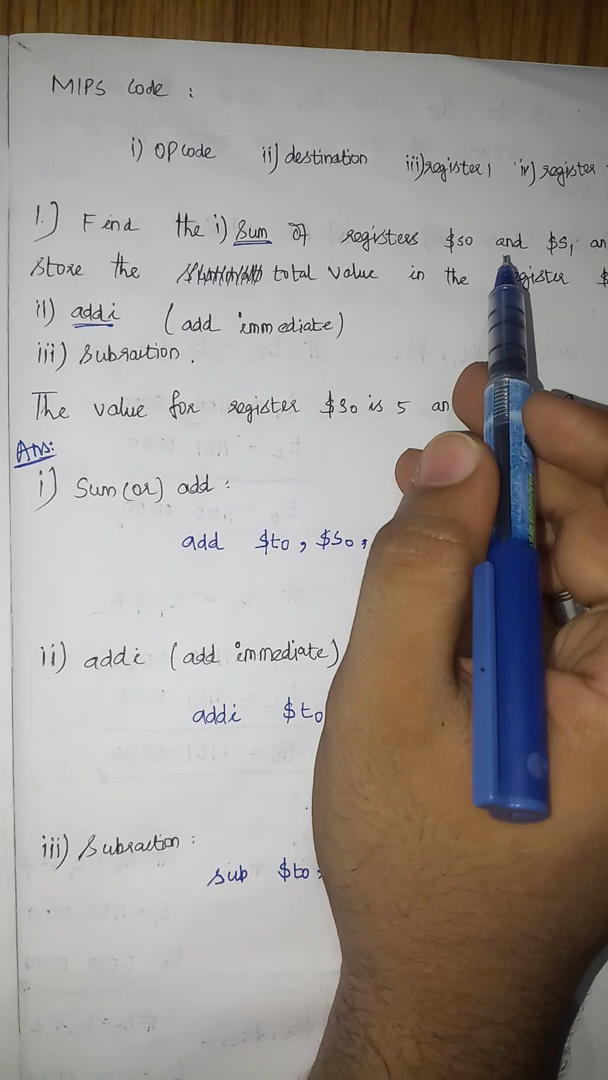 MIPS Code :
i) OPcode ii) destination iii) register 1 iv) register
1.) Find the i) Sum of registers $s0 and $S1 an
Store the total value in the register $
ii) addi (add immediate)
iii) Subraction .
The value for register $S0 is 5 an
Ans:
i) Sum (or) add :
add $t0 , $S0 ,
ii) addi (add immediate)
addi $t0
iii) Subraction :
sub $t0 ,